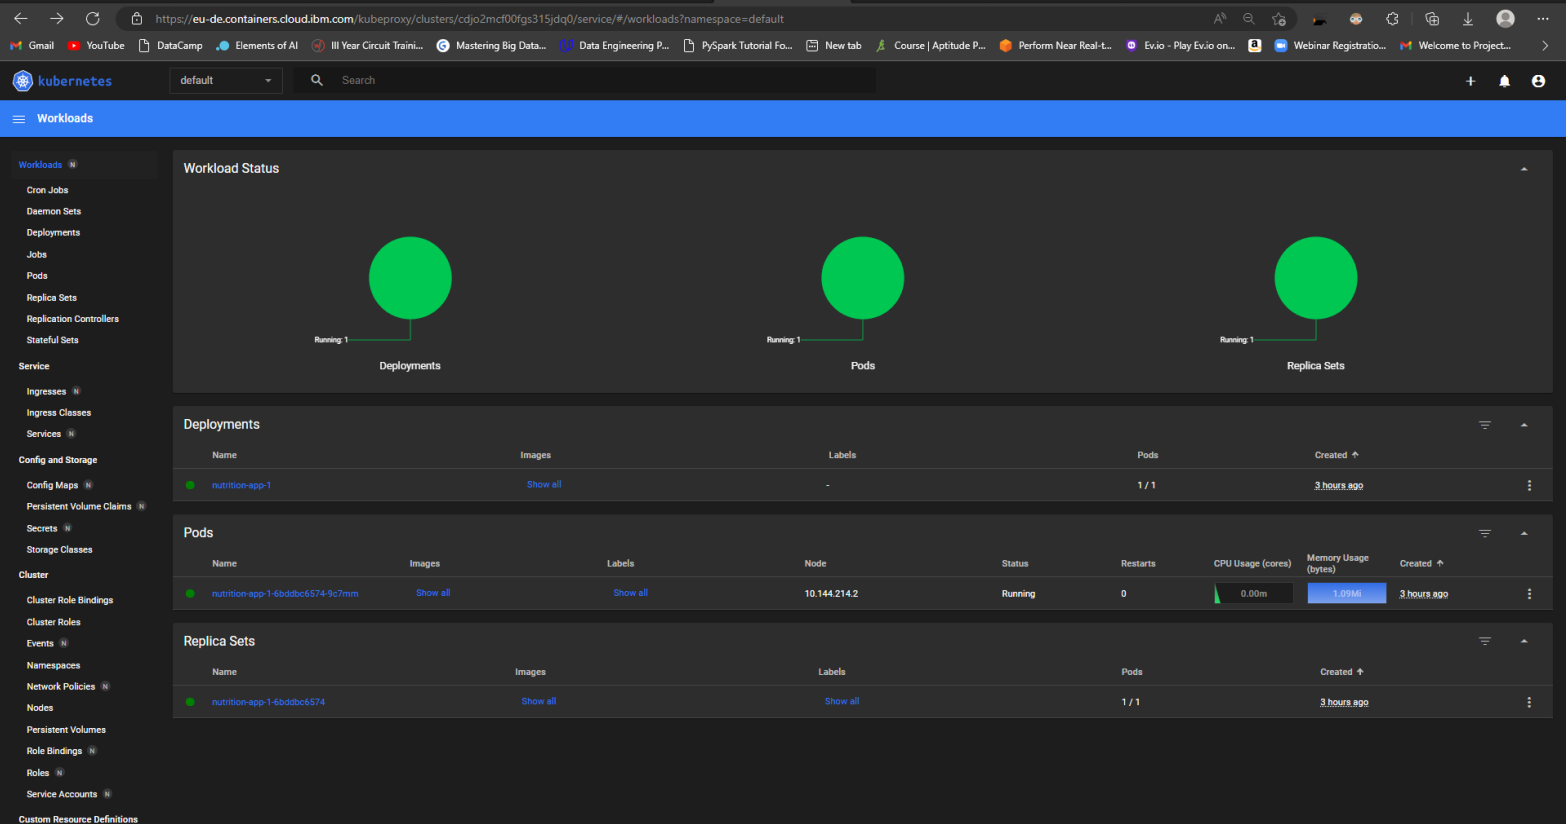 https://eu-de.containers.cloud.ibm.com/kubeproxy/clusters/cdjo2mcf00fgs315jdq0/service/#/workloads?namespace=default
Gmail YouTube DataCamp Elements of AI III Year Circuit Traini... Mastering Big Data... Data Engineering P... PySpark Tutorial Fo... New tab Course | Aptitude P... Perform Near Real-t... Ev.io - Play Ev.io on... Webinar Registratio... Welcome to Project...
kubernetes default Search
Workloads
Workloads N
Cron Jobs
Daemon Sets
Deployments
Jobs
Pods
Replica Sets
Replication Controllers
Stateful Sets
Service
Ingresses N
Ingress Classes
Services N
Config and Storage
Config Maps N
Persistent Volume Claims N
Secrets N
Storage Classes
Cluster
Cluster Role Bindings
Cluster Roles
Events N
Namespaces
Network Policies N
Nodes
Persistent Volumes
Role Bindings N
Roles N
Service Accounts N
Custom Resource Definitions
Workload Status
Running: 1 Running: 1 Running: 1
Deployments Pods Replica Sets
Deployments
Name Images Labels Pods Created
nutrition-app-1 Show all - 1 / 1 3 hours ago
Pods
Name Images Labels Node Status Restarts CPU Usage (cores) Memory Usage (bytes) Created
nutrition-app-1-6bddbc6574-9c7mm Show all Show all 10.144.214.2 Running 0 0.00m 1.09Mi 3 hours ago
Replica Sets
Name Images Labels Pods Created
nutrition-app-1-6bddbc6574 Show all Show all 1 / 1 3 hours ago